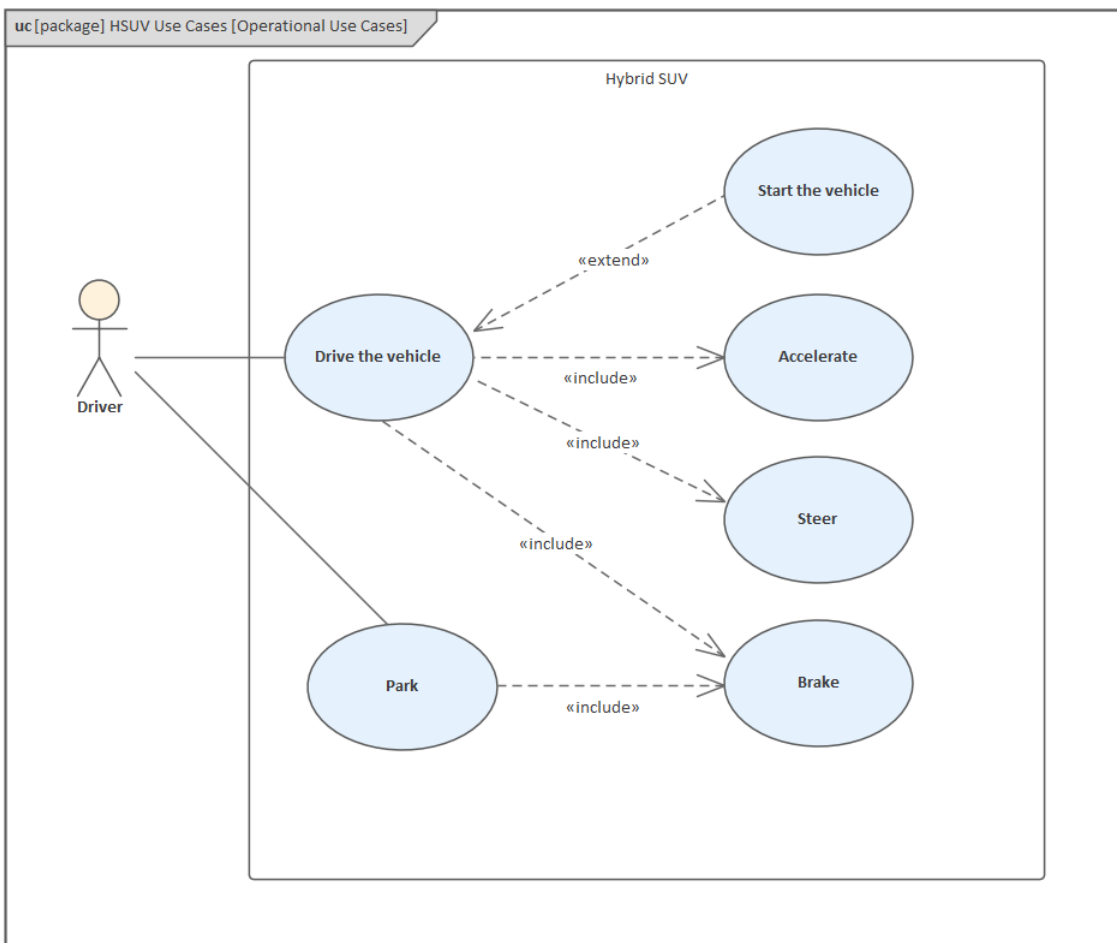 uc [package] HSUV Use Cases [Operational Use Cases]
Hybrid SUV
Start the vehicle
«extend»
Drive the vehicle
Accelerate
«include»
Driver
«include»
Steer
«include»
Park
Brake
«include»